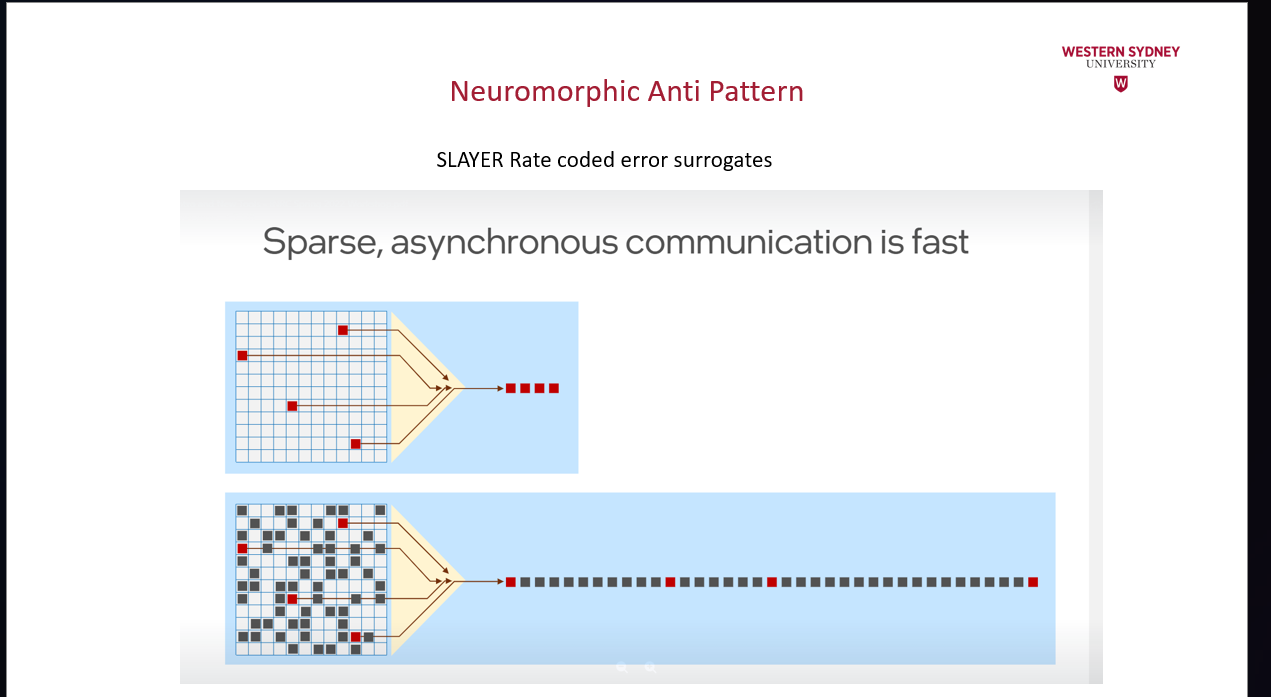 WESTERN SYDNEY
UNIVERSITY
W
Neuromorphic Anti Pattern
SLAYER Rate coded error surrogates
Sparse, asynchronous communication is fast